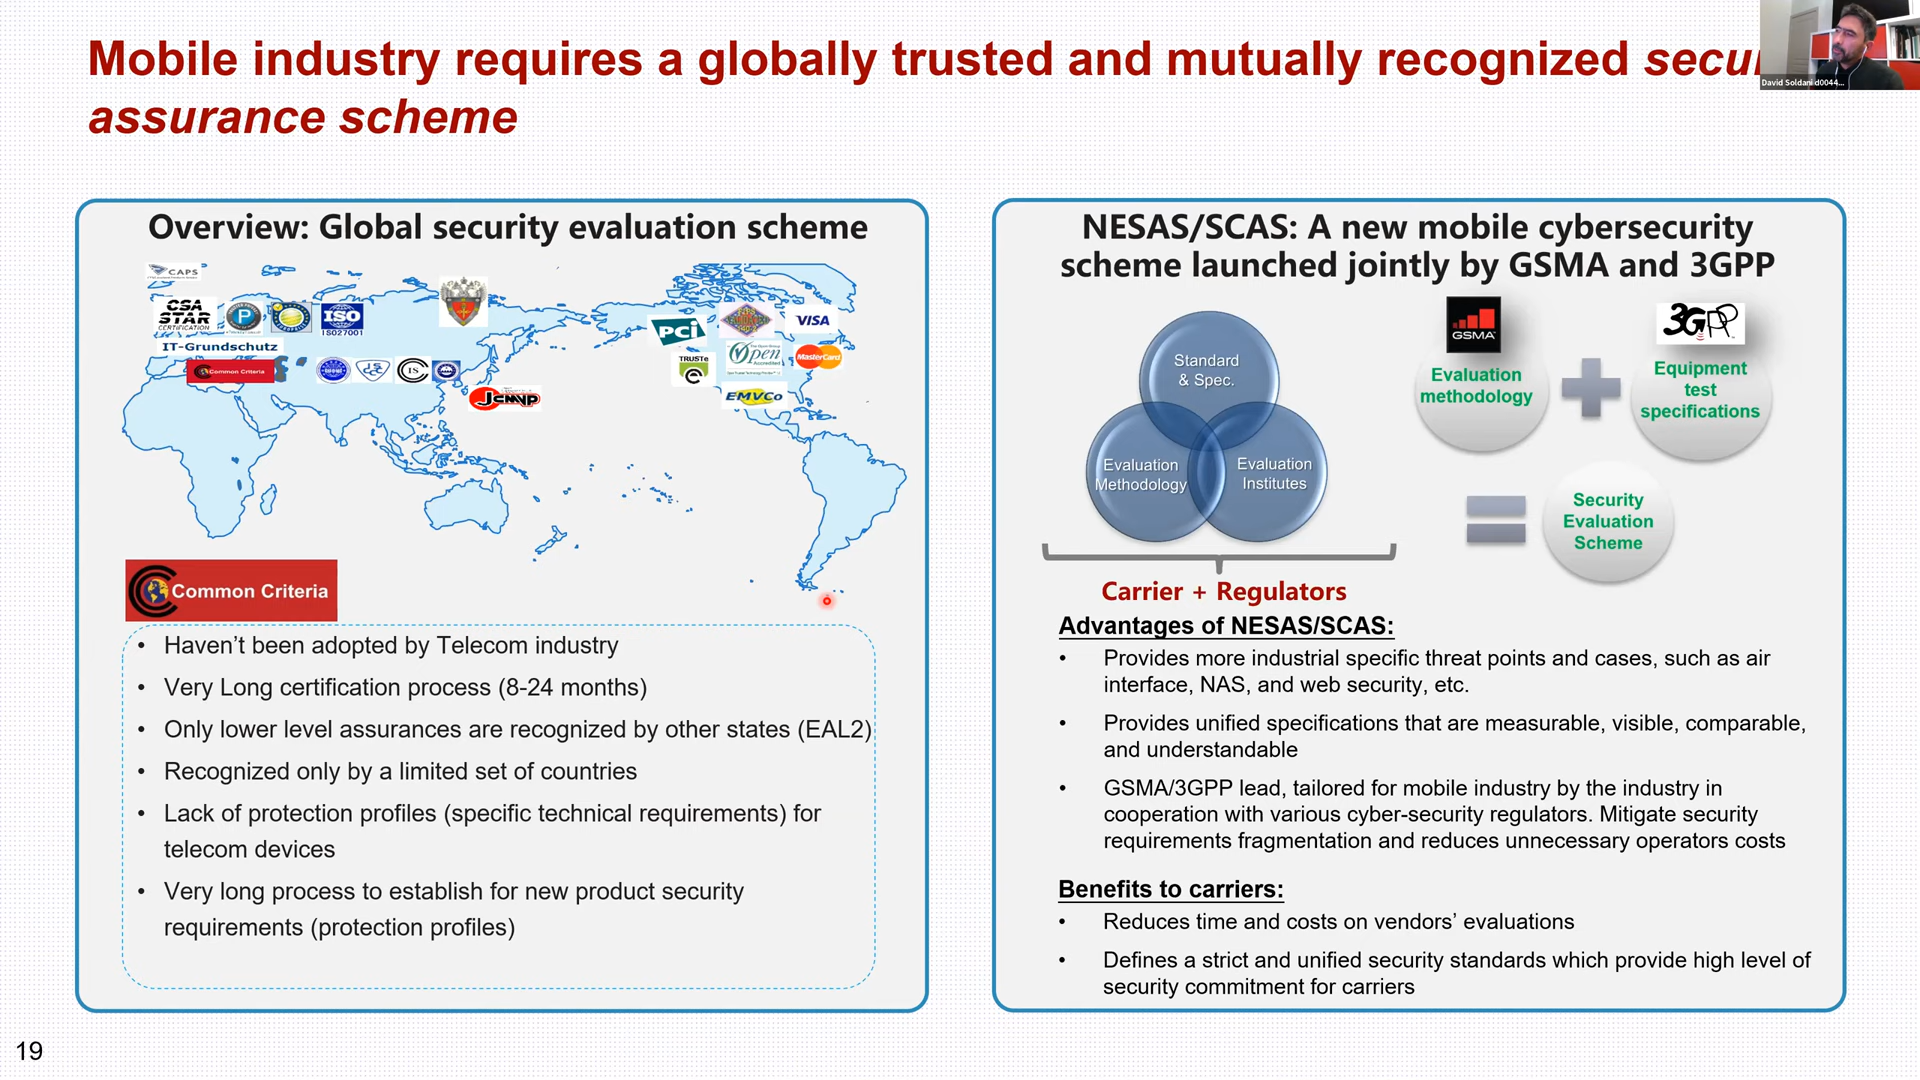 Mobile industry requires a globally trusted and mutually recognized secu
assurance scheme
David Soldani d0044...
Overview: Global security evaluation scheme
CAPS
CSA
STAR
CERTIFICATION
P
ISO
ISO27001
IT-Grundschutz
Common Criteria
IS
JCMVP
PCI
VISA
TRUSTe
Open
MasterCard
EMVCo
Common Criteria
• Haven’t been adopted by Telecom industry
• Very Long certification process (8-24 months)
• Only lower level assurances are recognized by other states (EAL2)
• Recognized only by a limited set of countries
• Lack of protection profiles (specific technical requirements) for
telecom devices
• Very long process to establish for new product security
requirements (protection profiles)
NESAS/SCAS: A new mobile cybersecurity
scheme launched jointly by GSMA and 3GPP
Standard
& Spec.
Evaluation
Methodology
Evaluation
Institutes
Carrier + Regulators
GSMA
Evaluation
methodology
3GPP
Equipment
test
specifications
Security
Evaluation
Scheme
Advantages of NESAS/SCAS:
• Provides more industrial specific threat points and cases, such as air
interface, NAS, and web security, etc.
• Provides unified specifications that are measurable, visible, comparable,
and understandable
• GSMA/3GPP lead, tailored for mobile industry by the industry in
cooperation with various cyber-security regulators. Mitigate security
requirements fragmentation and reduces unnecessary operators costs
Benefits to carriers:
• Reduces time and costs on vendors’ evaluations
• Defines a strict and unified security standards which provide high level of
security commitment for carriers
19